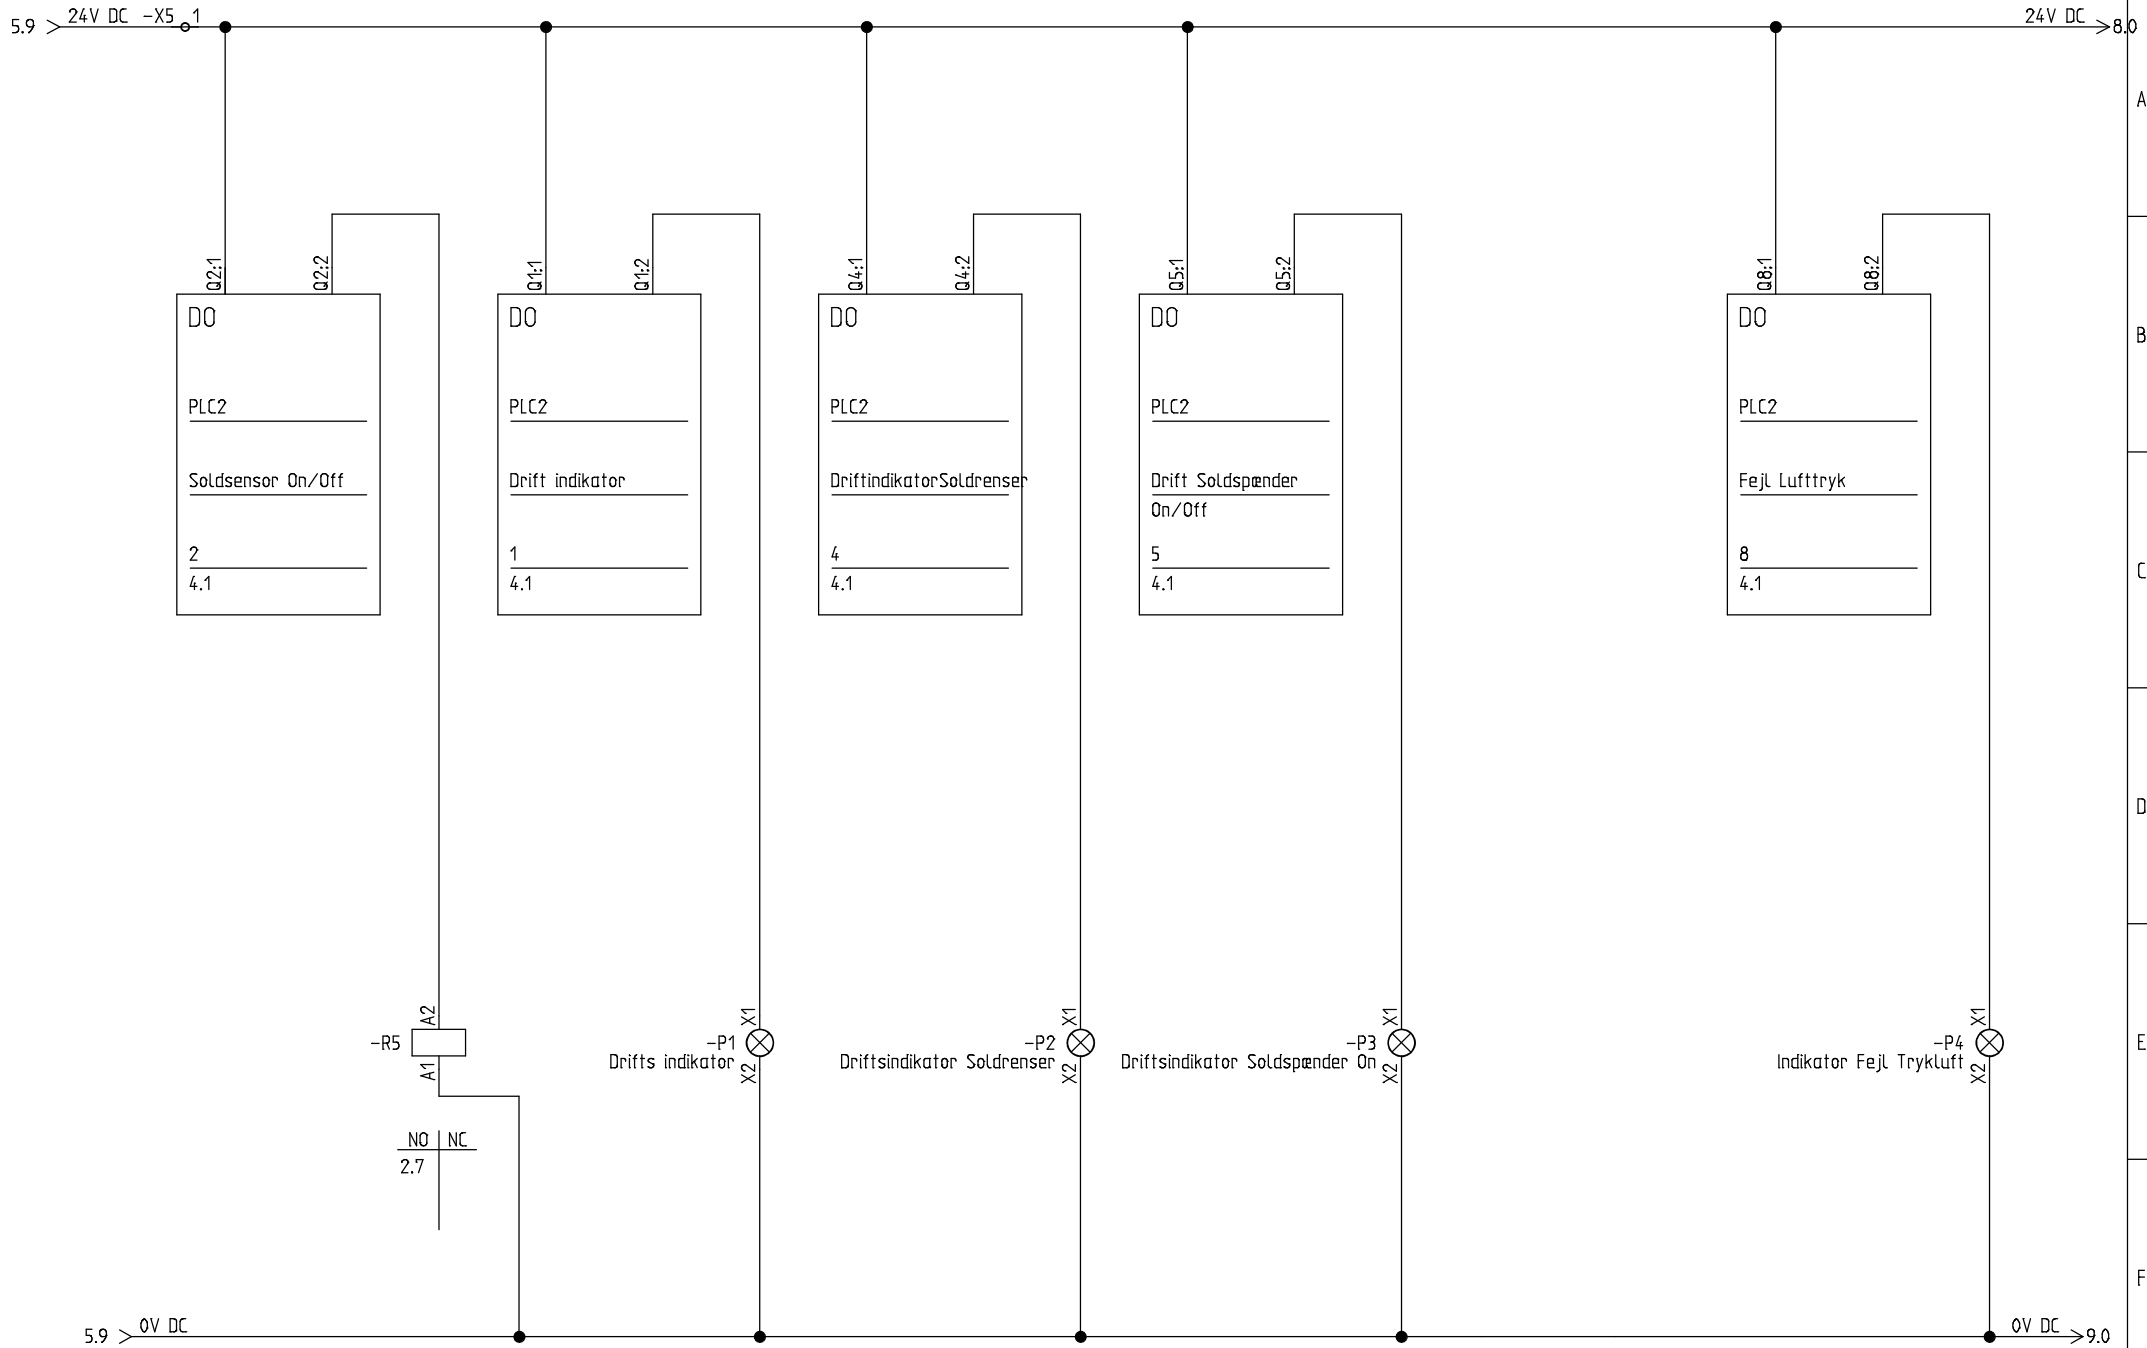 5.9 24V DC -X5 1 24V DC 8.0
A
Q2:1 Q2:2 Q1:1 Q1:2 Q4:1 Q4:2 Q5:1 Q5:2 Q8:1 Q8:2
DO DO DO DO DO
B
PLC2 PLC2 PLC2 PLC2 PLC2
Soldsensor On/Off Drift indikator DriftindikatorSoldrenser Drift Soldspænder Fejl Lufttryk
On/Off
2 1 4 5 8
C
4.1 4.1 4.1 4.1 4.1
D
A2 X1 X1 X1 X1
-R5 -P1 -P2 -P3 -P4 E
Drifts indikator Driftsindikator Soldrenser Driftsindikator Soldspænder On Indikator Fejl Trykluft
A1 X2 X2 X2 X2
NO NC
2.7
F
5.9 0V DC 0V DC 9.0